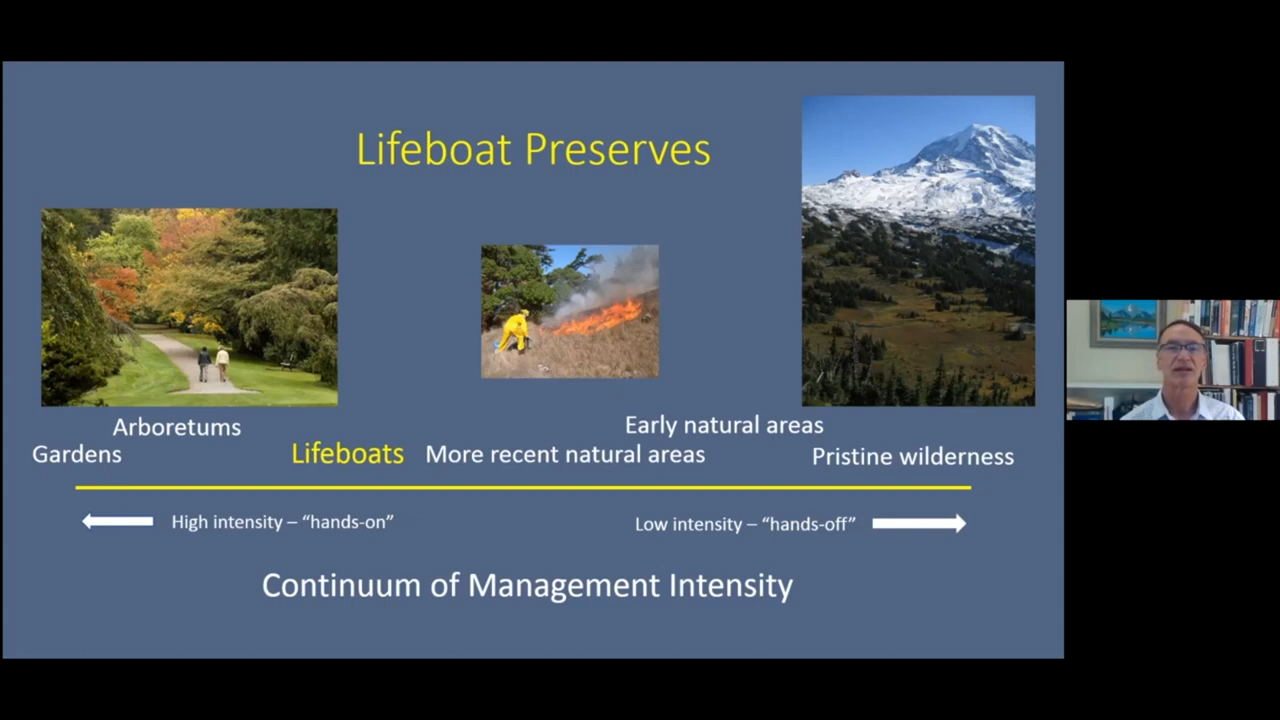 Lifeboat Preserves
Arboretums
Early natural areas
Gardens
Lifeboats
More recent natural areas
Pristine wilderness
High intensity – “hands-on”
Low intensity – “hands-off”
Continuum of Management Intensity